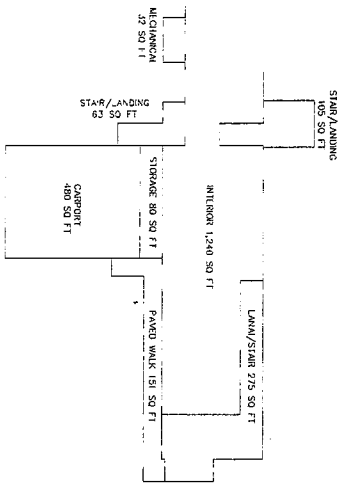 MECHANICAL
32 SQ FT
STAIR/LANDING
105 SQ FT
STAIR/LANDING
63 SQ FT
STORAGE 80 SQ FT
CARPORT
480 SQ FT
INTERIOR 1,240 SQ FT
LANAI/STAIR 275 SQ FT
PAVED WALK 151 SQ FT